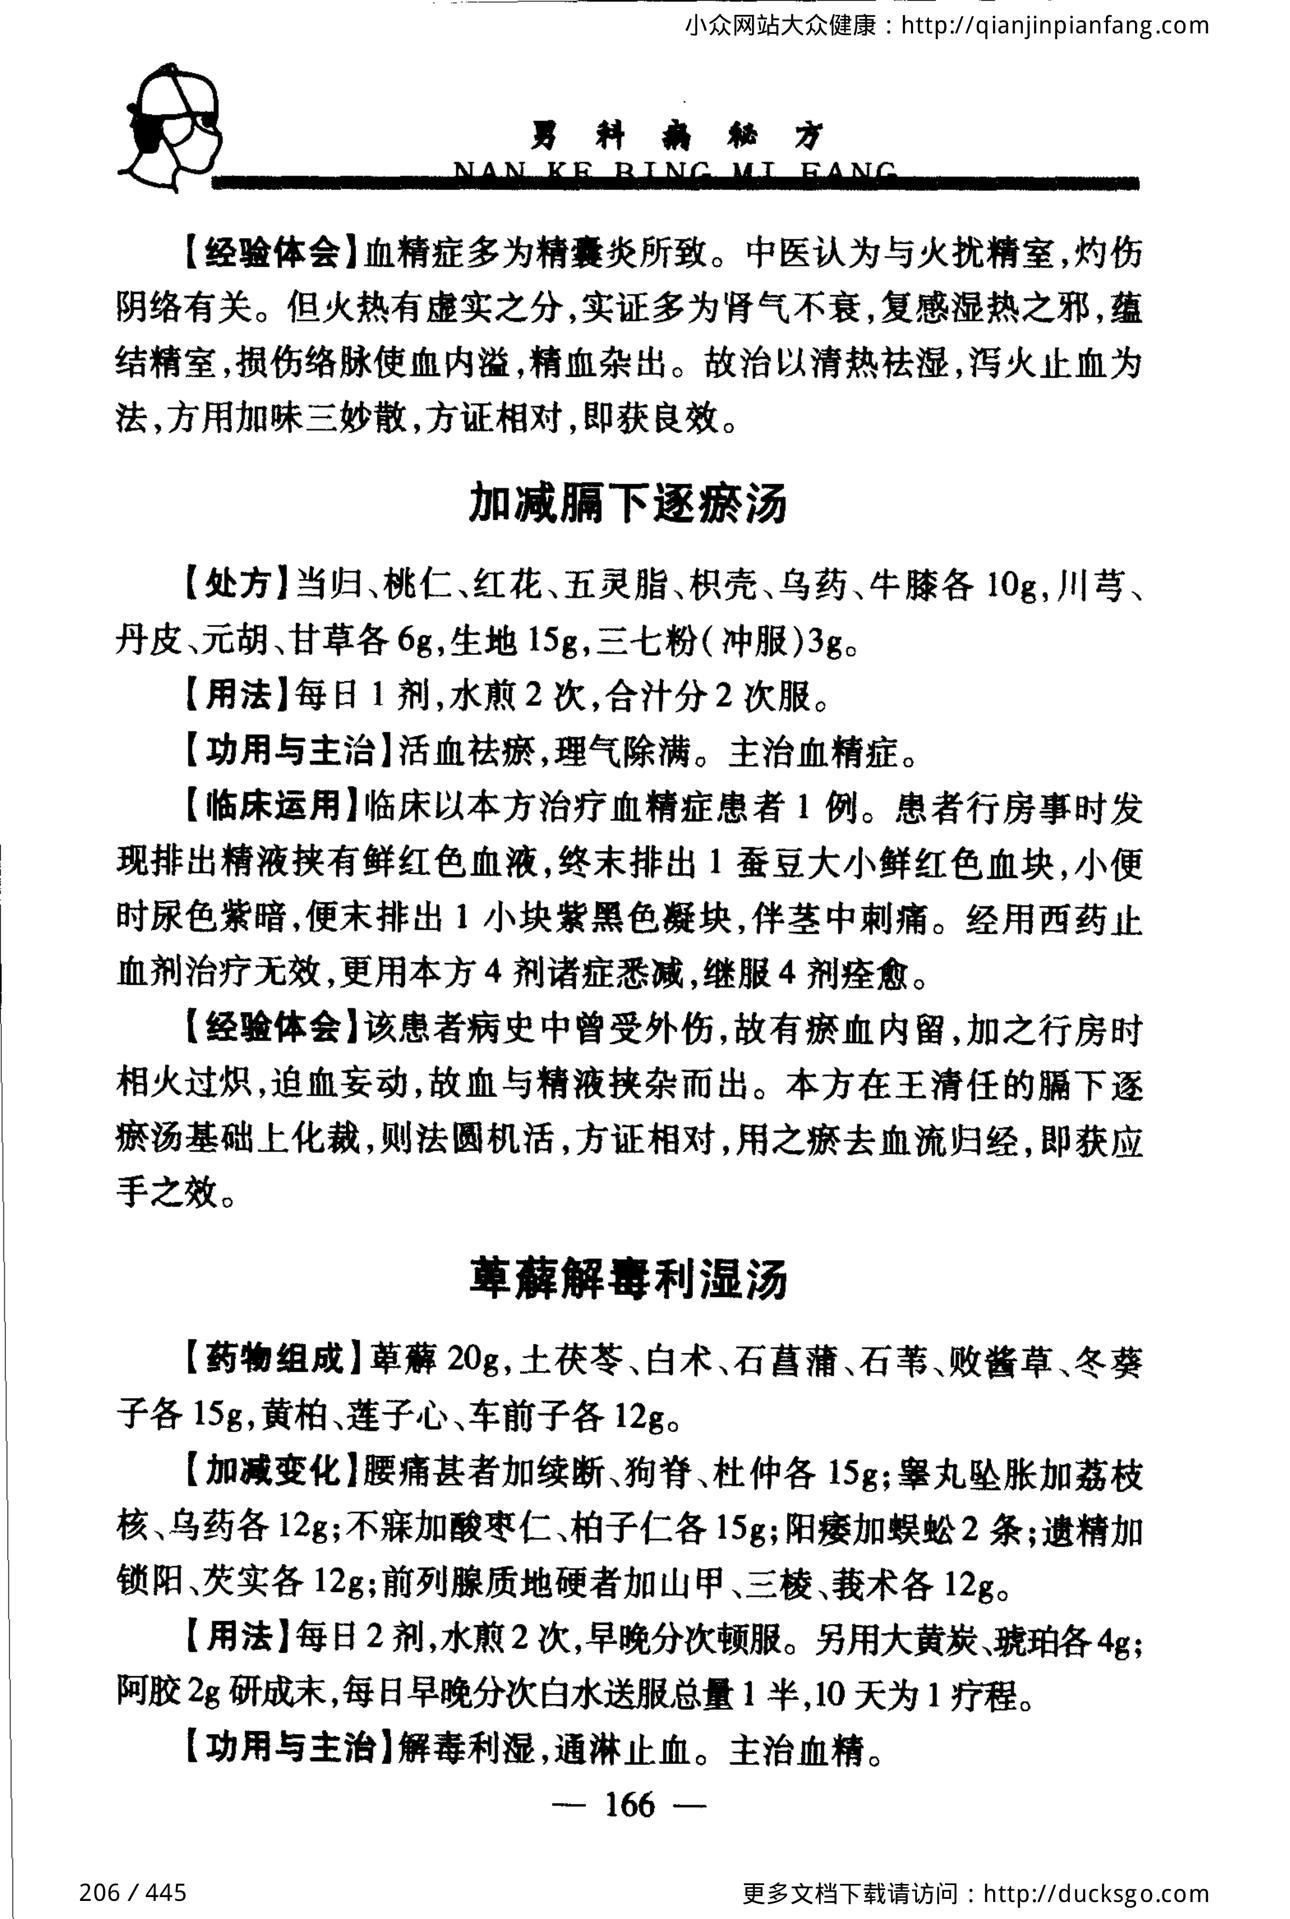 小众网站大众健康：http://qianjinpianfang.com
男科病秘方
NAN KE BING MI FANG
【经验体会】血精症多为精囊炎所致。中医认为与火扰精室,灼伤
阴络有关。但火热有虚实之分,实证多为肾气不衰,复感湿热之邪,蕴
结精室,损伤络脉使血内溢,精血杂出。故治以清热祛湿,泻火止血为
法,方用加味三妙散,方证相对,即获良效。
加减膈下逐瘀汤
【处方】当归、桃仁、红花、五灵脂、枳壳、乌药、牛膝各 10g,川芎、
丹皮、元胡、甘草各 6g,生地 15g,三七粉(冲服)3g。
【用法】每日 1 剂,水煎 2 次,合汁分 2 次服。
【功用与主治】活血祛瘀,理气除满。主治血精症。
【临床运用】临床以本方治疗血精症患者 1 例。患者行房事时发
现排出精液挟有鲜红色血液,终末排出 1 蚕豆大小鲜红色血块,小便
时尿色紫暗,便末排出 1 小块紫黑色凝块,伴茎中刺痛。经用西药止
血剂治疗无效,更用本方 4 剂诸症悉减,继服 4 剂痊愈。
【经验体会】该患者病史中曾受外伤,故有瘀血内留,加之行房时
相火过炽,迫血妄动,故血与精液挟杂而出。本方在王清任的膈下逐
瘀汤基础上化裁,则法圆机活,方证相对,用之瘀去血流归经,即获应
手之效。
萆薢解毒利湿汤
【药物组成】萆薢 20g,土茯苓、白术、石菖蒲、石苇、败酱草、冬葵
子各 15g,黄柏、莲子心、车前子各 12g。
【加减变化】腰痛甚者加续断、狗脊、杜仲各 15g;睾丸坠胀加荔枝
核、乌药各 12g;不寐加酸枣仁、柏子仁各 15g;阳痿加蜈蚣 2 条;遗精加
锁阳、芡实各 12g;前列腺质地硬者加山甲、三棱、莪术各 12g。
【用法】每日 2 剂,水煎 2 次,早晚分次顿服。另用大黄炭、琥珀各 4g;
阿胶 2g 研成末,每日早晚分次白水送服总量 1 半,10 天为 1 疗程。
【功用与主治】解毒利湿,通淋止血。主治血精。
— 166 —
206 / 445
更多文档下载请访问：http://ducksgo.com